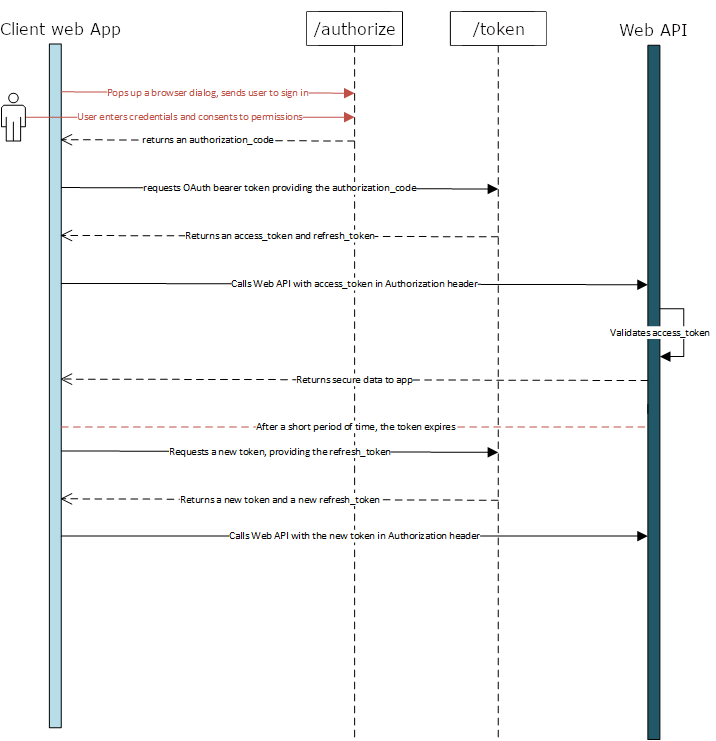 Client web App
/authorize
/token
Web API
Pops up a browser dialog, sends user to sign in
User enters credentials and consents to permissions
returns an authorization_code
requests OAuth bearer token providing the authorization_code
Returns an access_token and refresh_token
Calls Web API with access_token in Authorization header
Validates access_token
Returns secure data to app
After a short period of time, the token expires
Requests a new token, providing the refresh_token
Returns a new token and a new refresh_token
Calls Web API with the new token in Authorization header